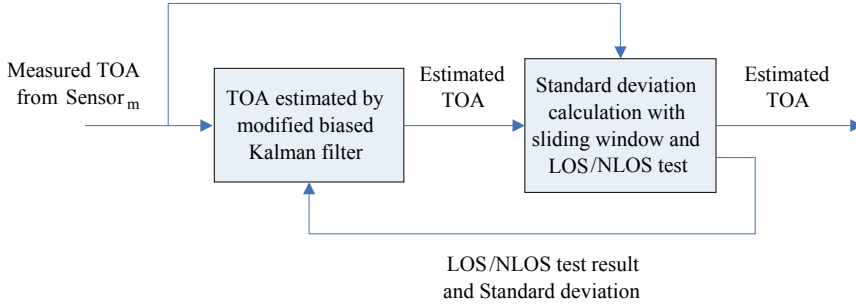 Measured TOA
from Sensor m
TOA estimated by
modified biased
Kalman filter
Estimated
TOA
Standard deviation
calculation with
sliding window and
LOS/NLOS test
Estimated
TOA
LOS/NLOS test result
and Standard deviation